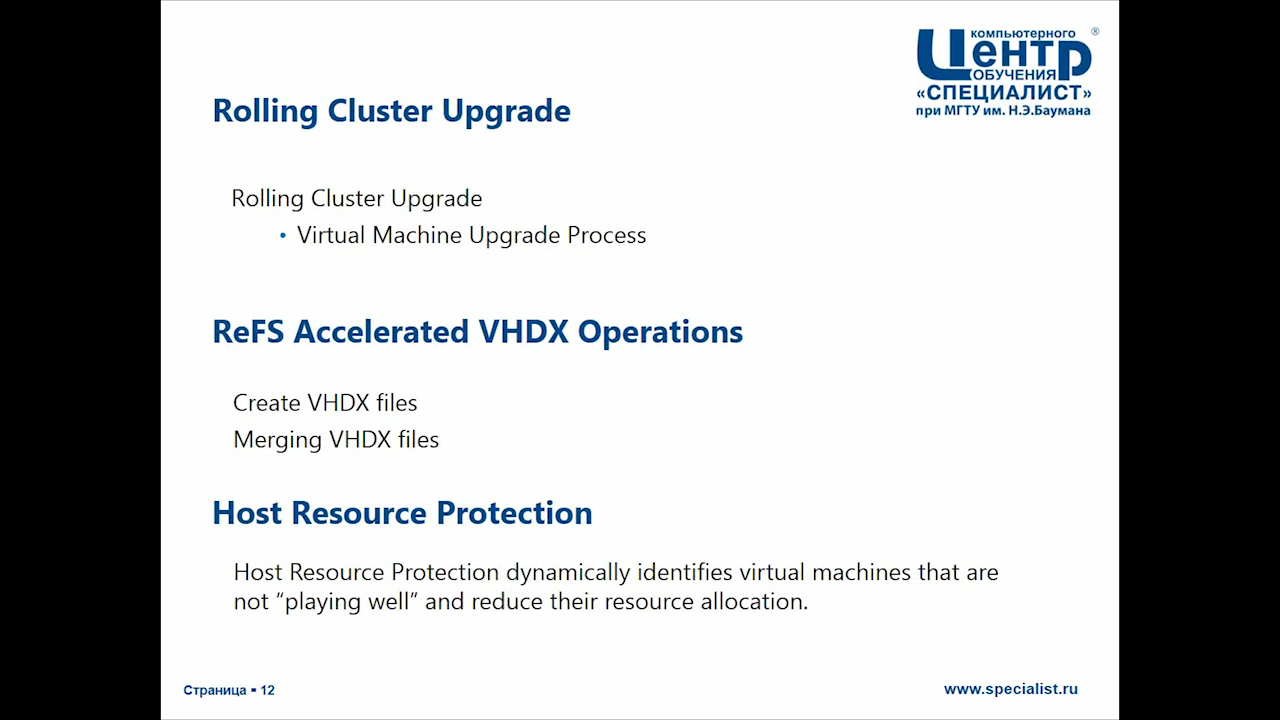 компьютерного
Центр®
ОБУЧЕНИЯ
«СПЕЦИАЛИСТ»
при МГТУ им. Н.Э.Баумана
Rolling Cluster Upgrade
Rolling Cluster Upgrade
• Virtual Machine Upgrade Process
ReFS Accelerated VHDX Operations
Create VHDX files
Merging VHDX files
Host Resource Protection
Host Resource Protection dynamically identifies virtual machines that are
not “playing well” and reduce their resource allocation.
Страница ▪ 12
www.specialist.ru